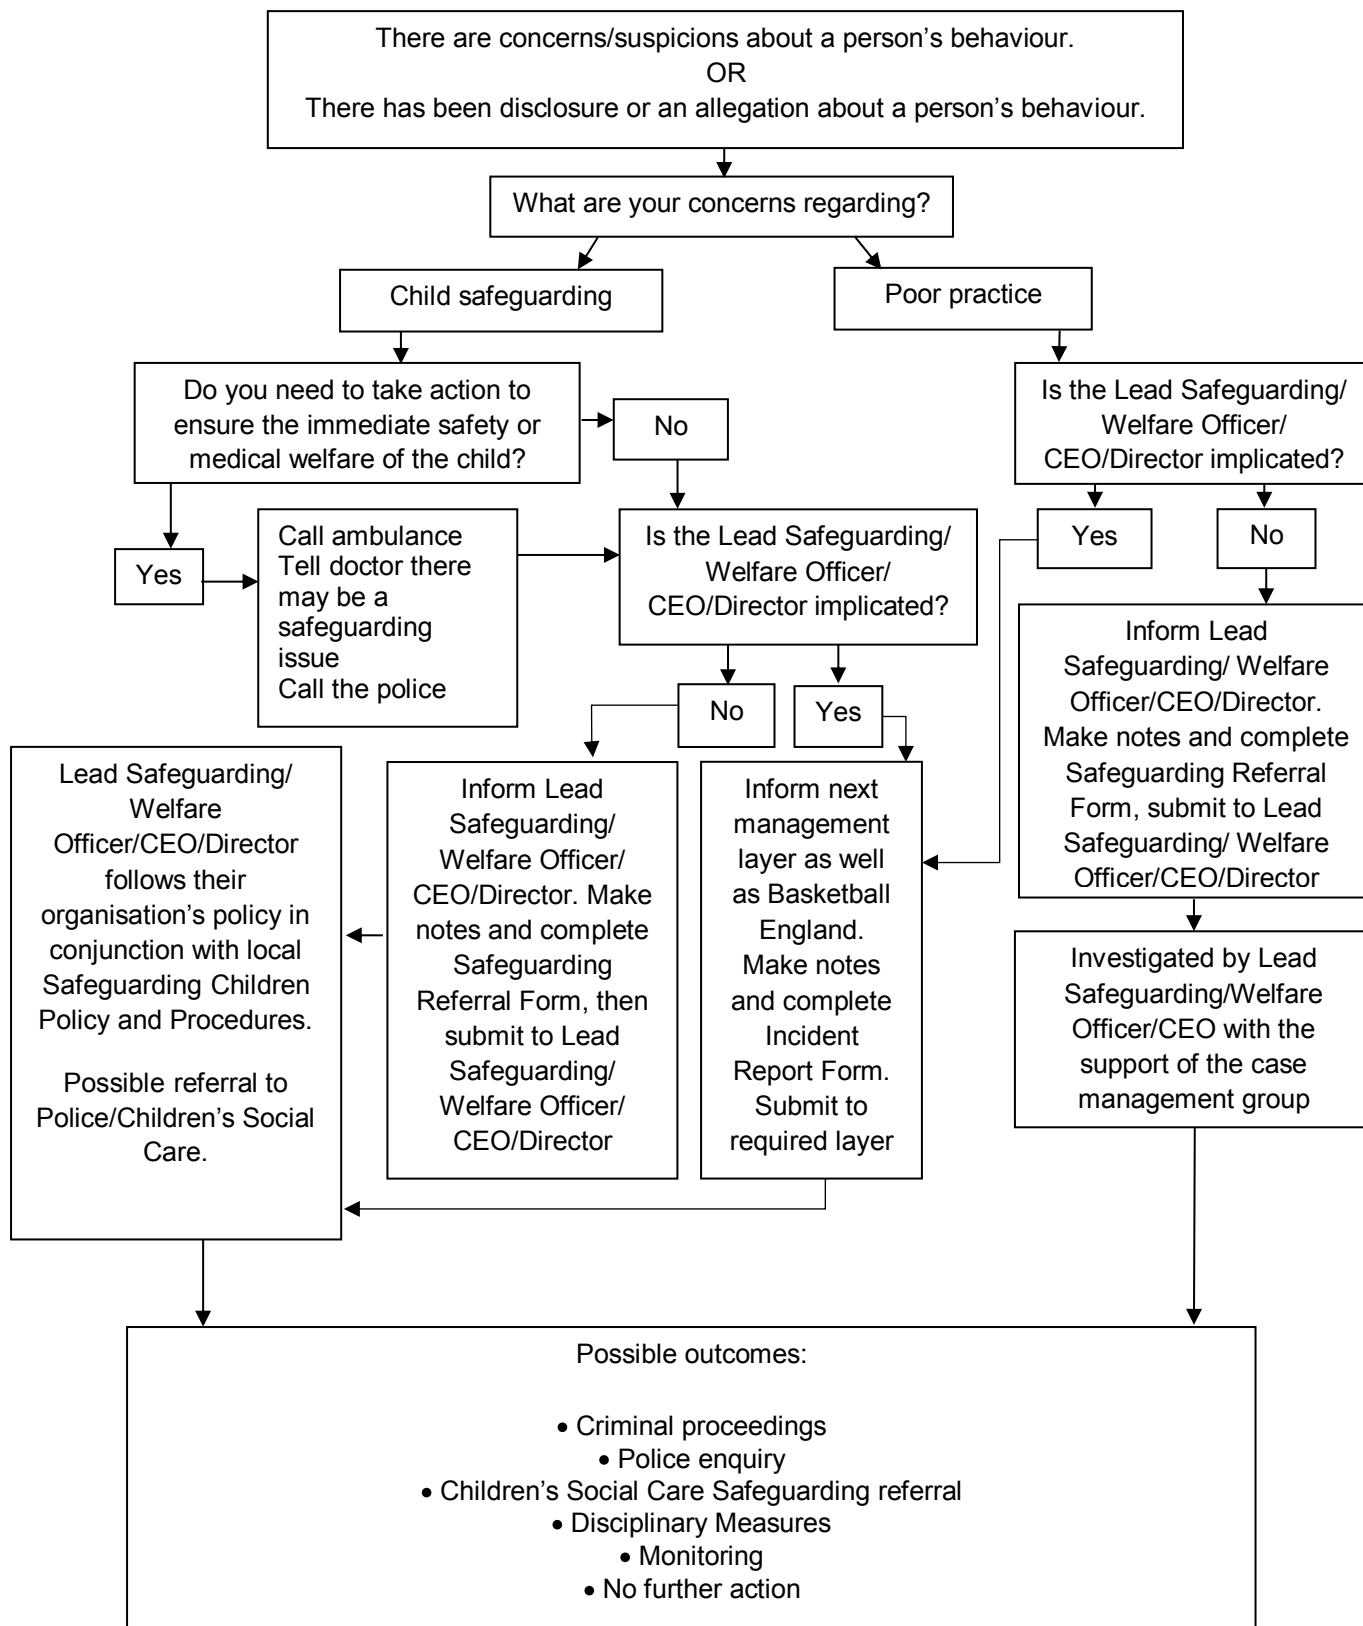 There are concerns/suspicions about a person’s behaviour.
OR
There has been disclosure or an allegation about a person’s behaviour.
What are your concerns regarding?
Child safeguarding
Poor practice
Do you need to take action to
ensure the immediate safety or
medical welfare of the child?
No
Is the Lead Safeguarding/
Welfare Officer/
CEO/Director implicated?
Yes
No
Yes
Call ambulance
Tell doctor there
may be a
safeguarding
issue
Call the police
Is the Lead Safeguarding/
Welfare Officer/
CEO/Director implicated?
No
Yes
Inform Lead
Safeguarding/ Welfare
Officer/CEO/Director.
Make notes and complete
Safeguarding Referral
Form, submit to Lead
Safeguarding/ Welfare
Officer/CEO/Director
Lead Safeguarding/
Welfare
Officer/CEO/Director
follows their
organisation’s policy in
conjunction with local
Safeguarding Children
Policy and Procedures.
Possible referral to
Police/Children’s Social
Care.
Inform Lead
Safeguarding/
Welfare Officer/
CEO/Director. Make
notes and complete
Safeguarding
Referral Form, then
submit to Lead
Safeguarding/
Welfare Officer/
CEO/Director
Inform next
management
layer as well
as Basketball
England.
Make notes
and complete
Incident
Report Form.
Submit to
required layer
Investigated by Lead
Safeguarding/Welfare
Officer/CEO with the
support of the case
management group
Possible outcomes:
• Criminal proceedings
• Police enquiry
• Children’s Social Care Safeguarding referral
• Disciplinary Measures
• Monitoring
• No further action